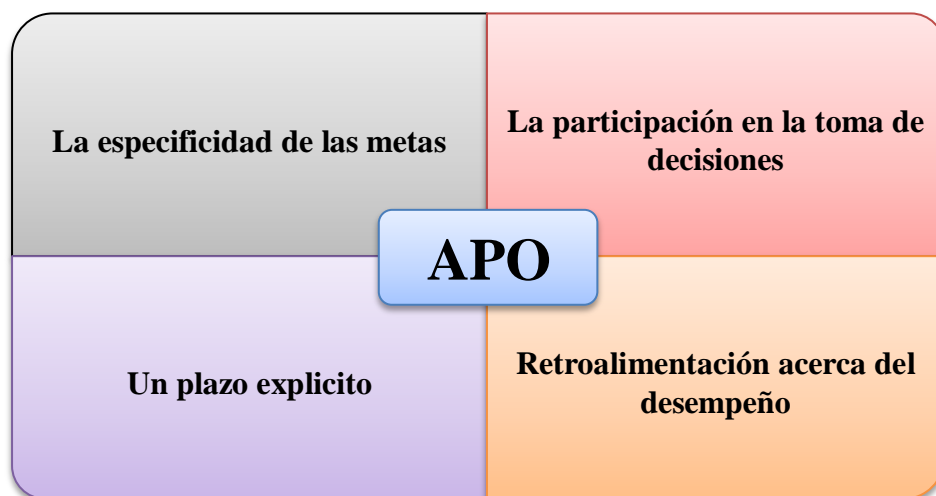 La especificidad de las metas
La participación en la toma de
decisiones
APO
Un plazo explicito
Retroalimentación acerca del
desempeño